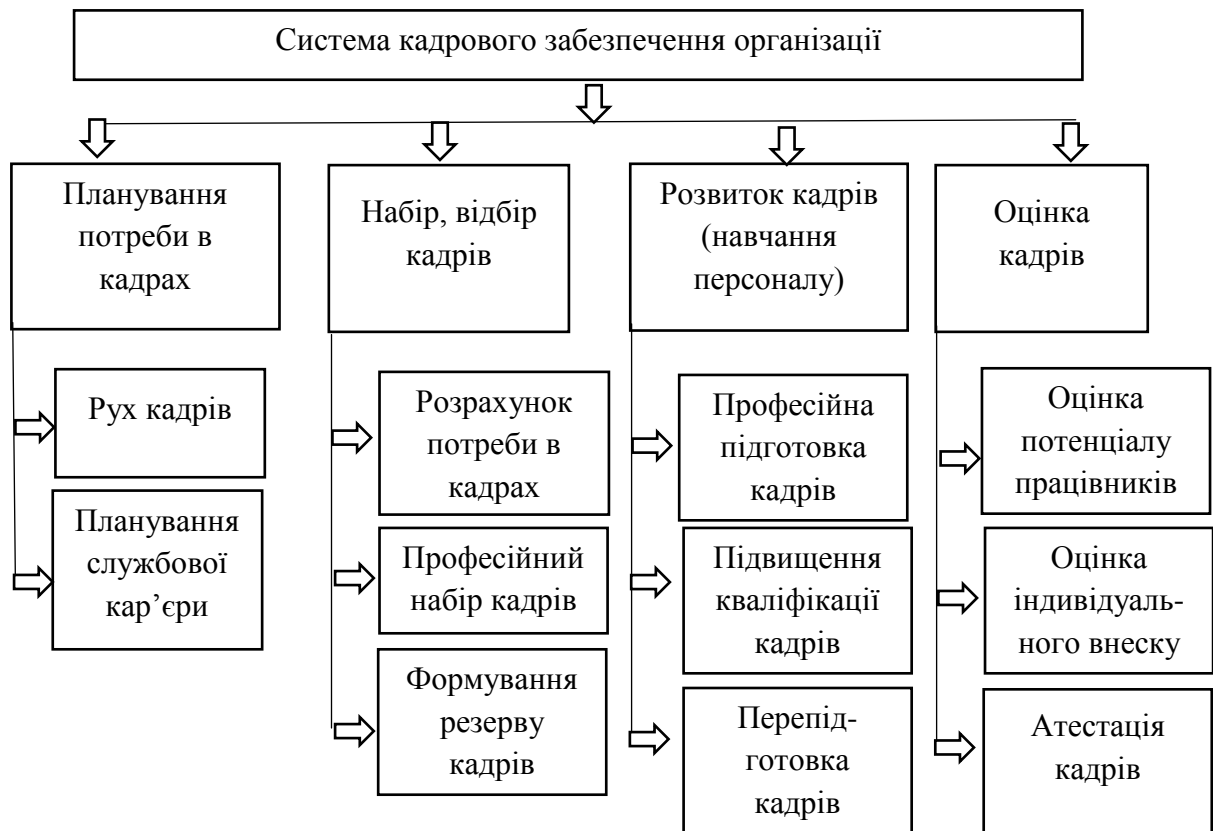 Система кадрового забезпечення організації
Планування
потреби в
кадрах
Набір, відбір
кадрів
Розвиток кадрів
(навчання
персоналу)
Оцінка
кадрів
Рух кадрів
Планування
службової
кар’єри
Розрахунок
потреби в
кадрах
Професійний
набір кадрів
Формування
резерву
кадрів
Професійна
підготовка
кадрів
Підвищення
кваліфікації
кадрів
Перепід-
готовка
кадрів
Оцінка
потенціалу
працівників
Оцінка
індивідуаль-
ного внеску
Атестація
кадрів